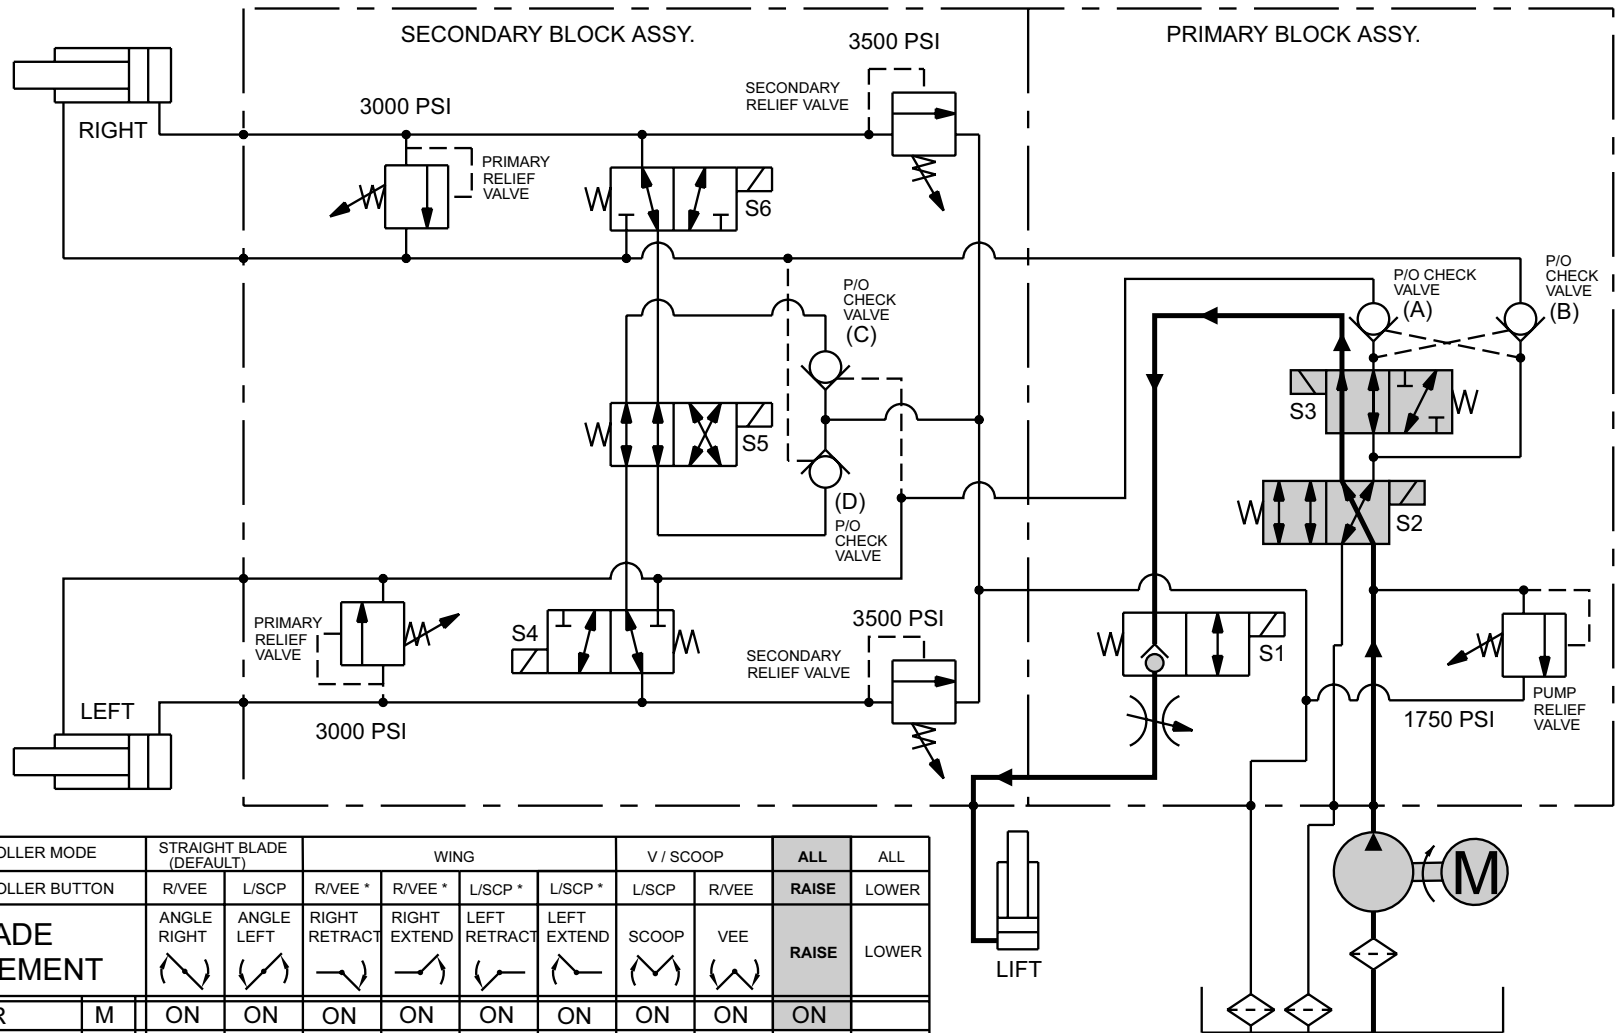 SECONDARY BLOCK ASSY.
PRIMARY BLOCK ASSY.
3500 PSI
SECONDARY
RELIEF VALVE
3000 PSI
RIGHT
PRIMARY
RELIEF
VALVE
S6
P/O
CHECK
VALVE
(C)
P/O CHECK
VALVE
(A)
P/O
CHECK
VALVE
(B)
S3
S5
(D)
P/O
CHECK
VALVE
S2
PRIMARY
RELIEF
VALVE
S4
3500 PSI
SECONDARY
RELIEF VALVE
S1
LEFT
3000 PSI
1750 PSI
PUMP
RELIEF
VALVE
M
LIFT
OLLER MODE STRAIGHT BLADE WING V / SCOOP ALL ALL
(DEFAULT)
OLLER BUTTON R/VEE L/SCP R/VEE * R/VEE * L/SCP * L/SCP * L/SCP R/VEE RAISE LOWER
ADE ANGLE ANGLE RIGHT RIGHT LEFT LEFT SCOOP VEE RAISE LOWER
EMENT RIGHT LEFT RETRACT EXTEND RETRACT EXTEND
R M ON ON ON ON ON ON ON ON ON